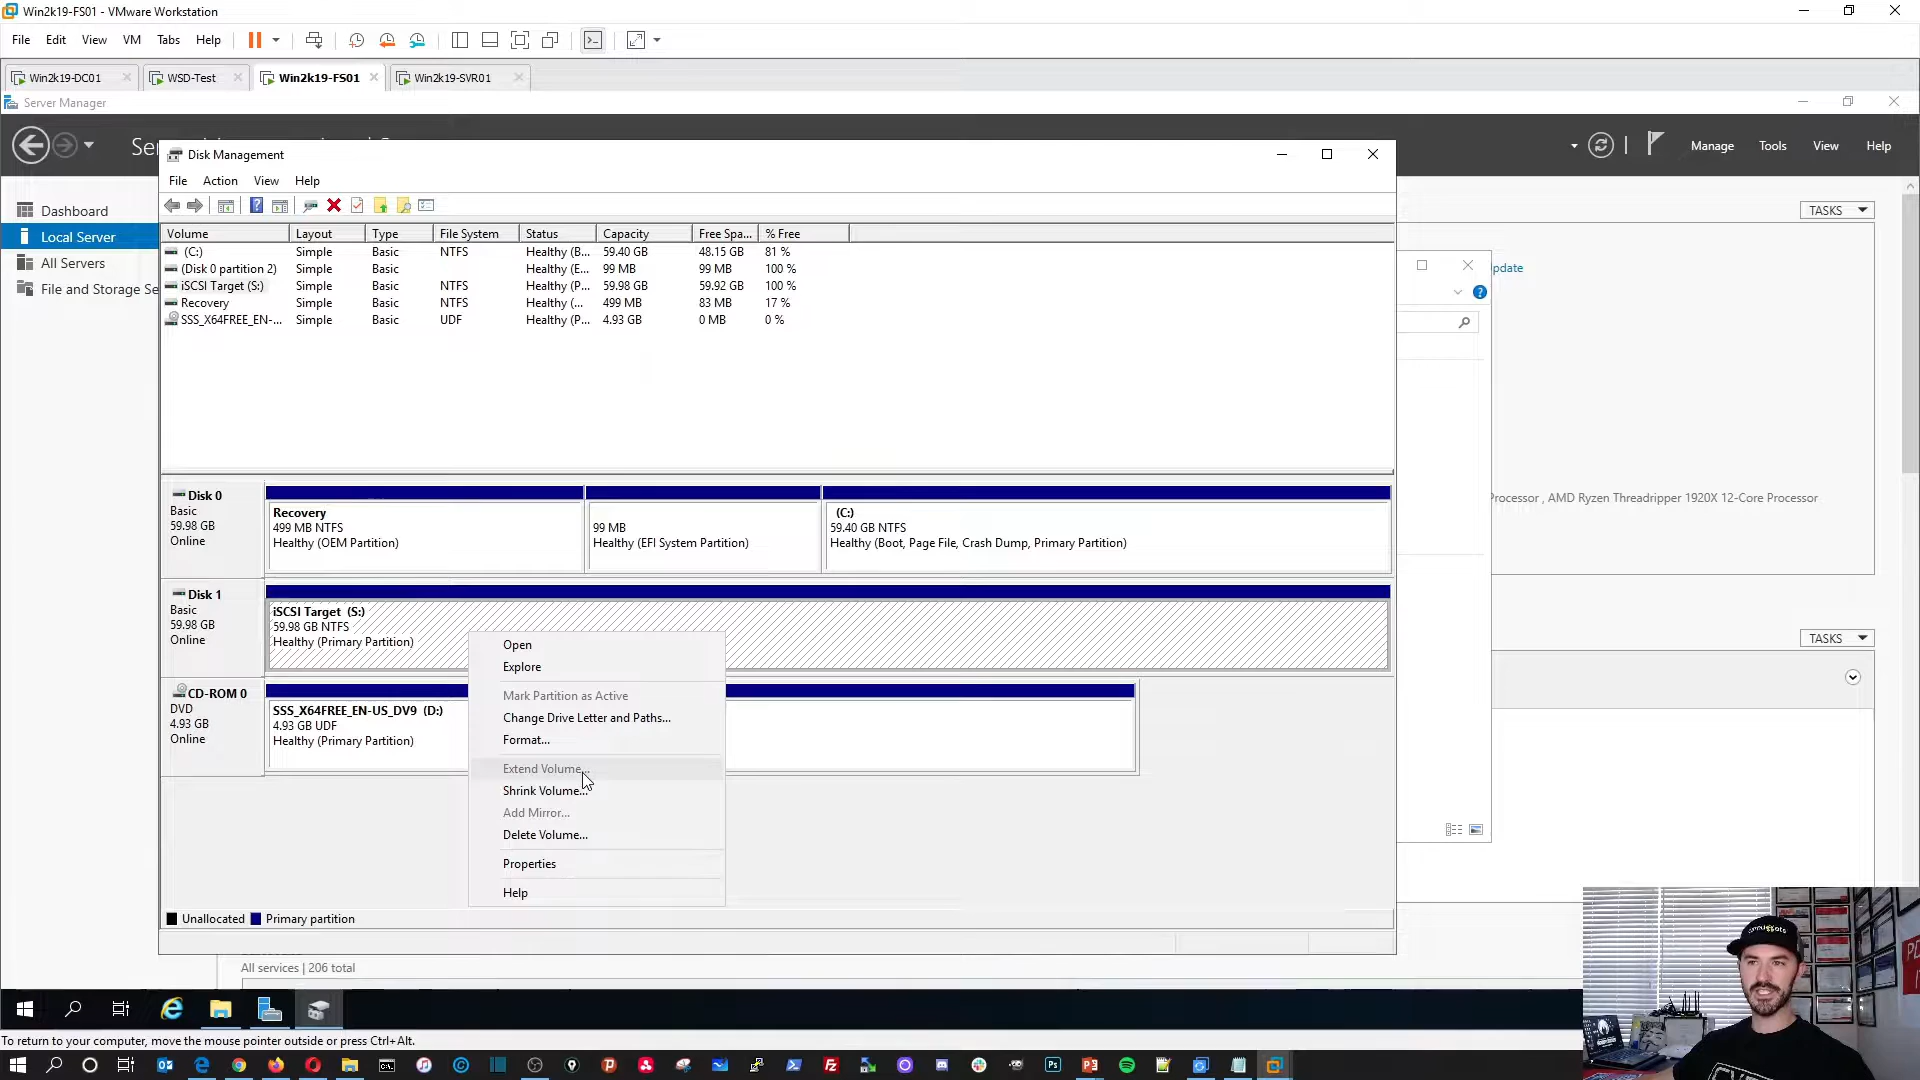 Win2k19-FS01 - VMware Workstation
File Edit View VM Tabs Help
Win2k19-DC01 WSD-Test Win2k19-FS01 Win2k19-SVR01
Server Manager
Se
Manage Tools View Help
Disk Management
File Action View Help
Dashboard
Local Server
All Servers
File and Storage Se
TASKS
pdate
Volume Layout Type File System Status Capacity Free Spa... % Free
(C:) Simple Basic NTFS Healthy (B... 59.40 GB 48.15 GB 81 %
(Disk 0 partition 2) Simple Basic Healthy (E... 99 MB 99 MB 100 %
iSCSI Target (S:) Simple Basic NTFS Healthy (P... 59.98 GB 59.92 GB 100 %
Recovery Simple Basic NTFS Healthy (... 499 MB 83 MB 17 %
SSS_X64FREE_EN-... Simple Basic UDF Healthy (P... 4.93 GB 0 MB 0 %
Disk 0
Basic
59.98 GB
Online
Recovery
499 MB NTFS
Healthy (OEM Partition)
99 MB
Healthy (EFI System Partition)
(C:)
59.40 GB NTFS
Healthy (Boot, Page File, Crash Dump, Primary Partition)
Processor , AMD Ryzen Threadripper 1920X 12-Core Processor
Disk 1
Basic
59.98 GB
Online
iSCSI Target (S:)
59.98 GB NTFS
Healthy (Primary Partition)
TASKS
CD-ROM 0
DVD
4.93 GB
Online
SSS_X64FREE_EN-US_DV9 (D:)
4.93 GB UDF
Healthy (Primary Partition)
Open
Explore
Mark Partition as Active
Change Drive Letter and Paths...
Format...
Extend Volume...
Shrink Volume...
Add Mirror...
Delete Volume...
Properties
Help
Unallocated Primary partition
All services | 206 total
To return to your computer, move the mouse pointer outside or press Ctrl+Alt.